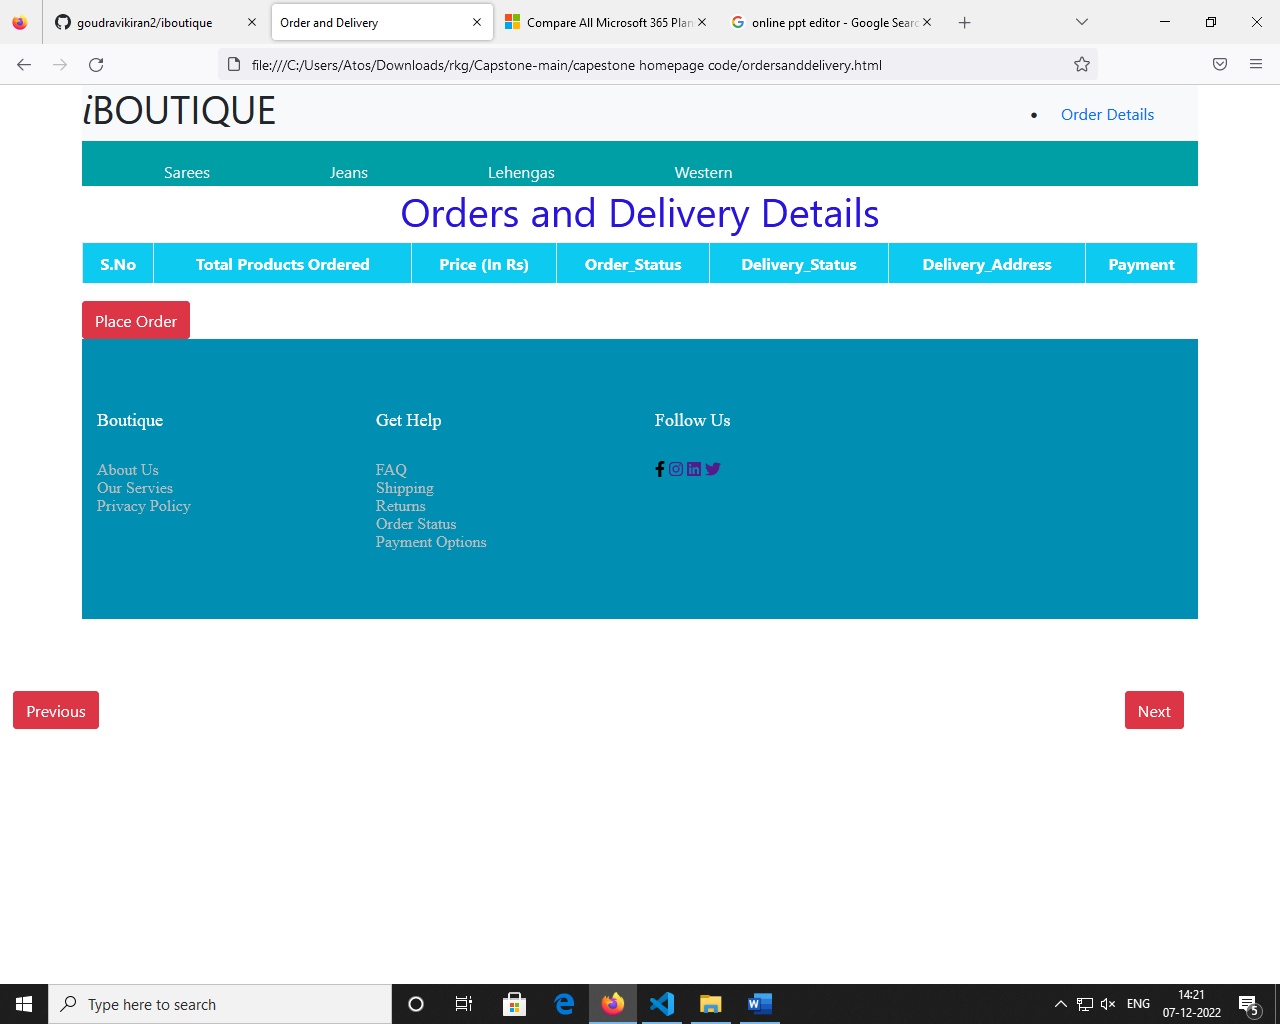 goudravikiran2/iboutique
Order and Delivery
Compare All Microsoft 365 Plan
online ppt editor - Google Searc
file:///C:/Users/Atos/Downloads/rkg/Capstone-main/capestone homepage code/ordersanddelivery.html
iBOUTIQUE
Order Details
Sarees Jeans Lehengas Western
Orders and Delivery Details
S.No Total Products Ordered Price (In Rs) Order_Status Delivery_Status Delivery_Address Payment
Place Order
Boutique Get Help Follow Us
About Us FAQ
Our Servies Shipping
Privacy Policy Returns
Order Status
Payment Options
Previous Next
Type here to search
ENG
14:21
07-12-2022
5